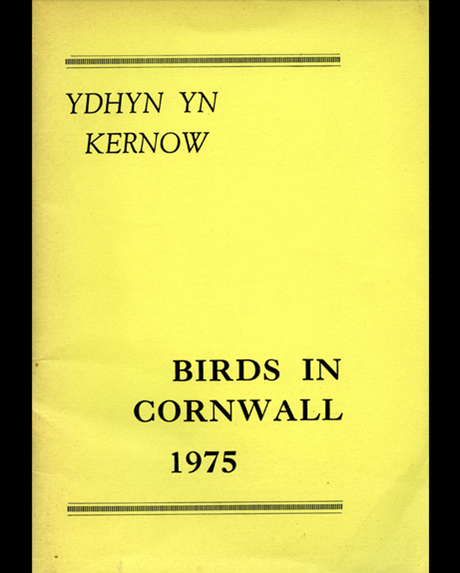 YDHYN YN
KERNOW
BIRDS IN
CORNWALL
1975